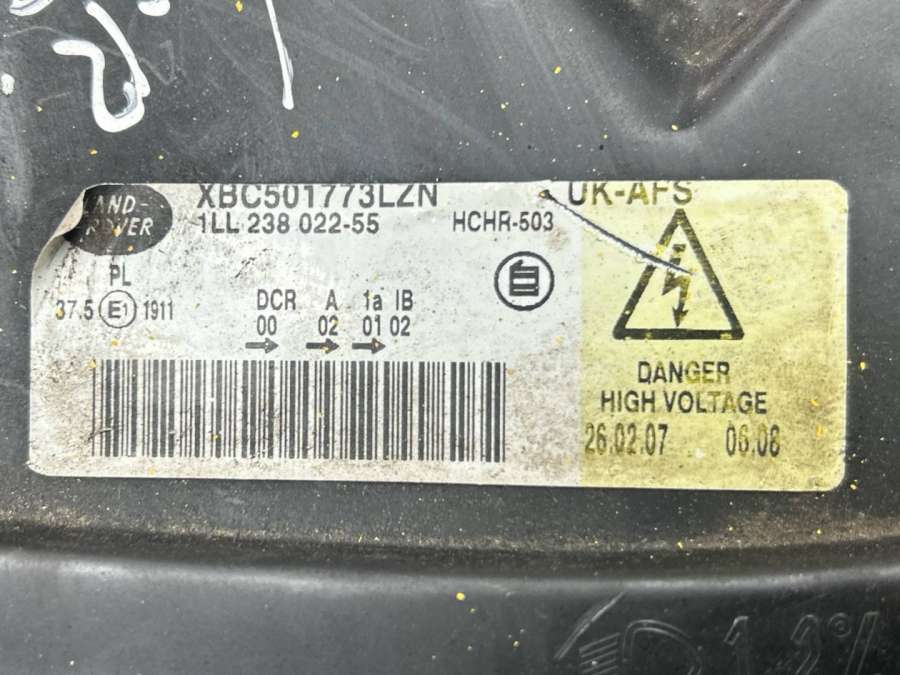 XBC501773LZN
UK-AFS
LAND-
ROVER
1LL 238 022-55
HCHR-503
PL
37.5 E1 1911
DCR A 1a IB
00 02 01 02
DANGER
HIGH VOLTAGE
26.02.07 06.08